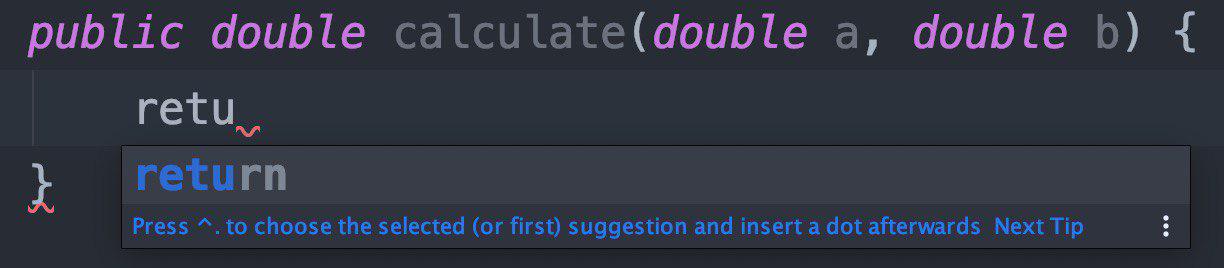 public double calculate(double a, double b) {
retu
return
}
Press ^. to choose the selected (or first) suggestion and insert a dot afterwards Next Tip